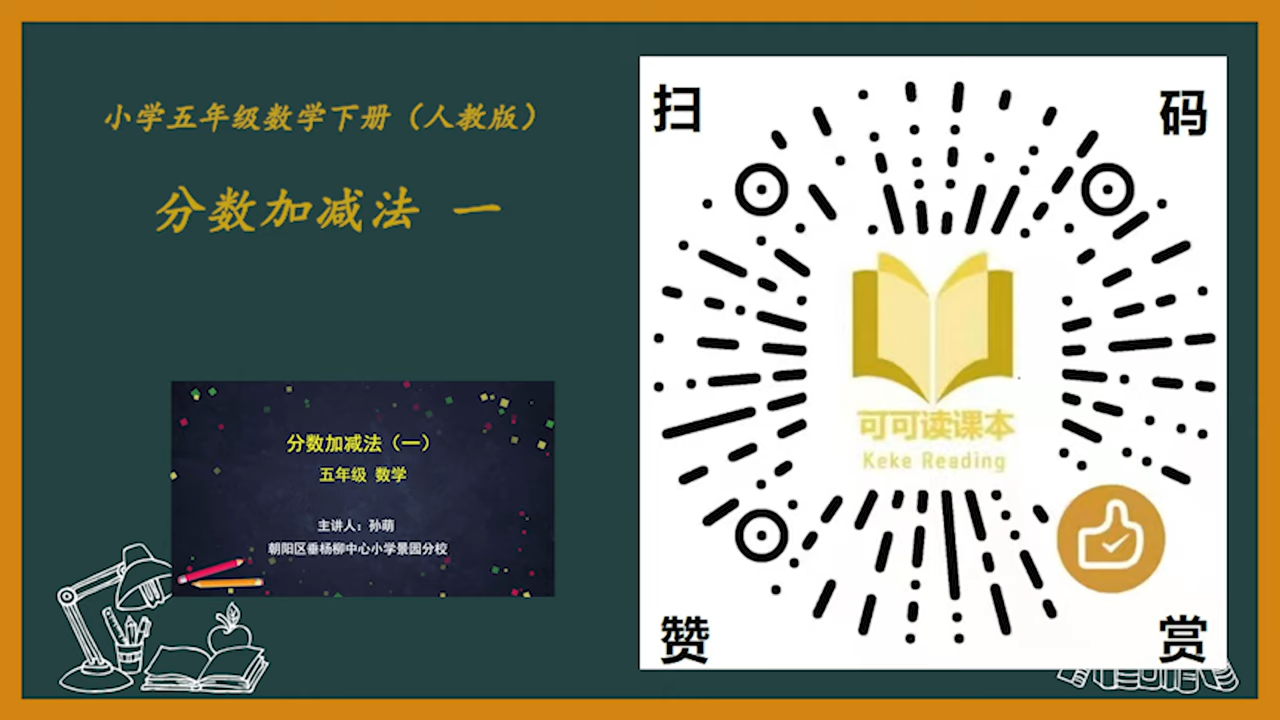 小学五年级数学下册（人教版）
分数加减法 一
分数加减法（一）
五年级 数学
主讲人：孙萌
朝阳区垂杨柳中心小学景园分校
扫 码
可可读课本
Keke Reading
赞 赏